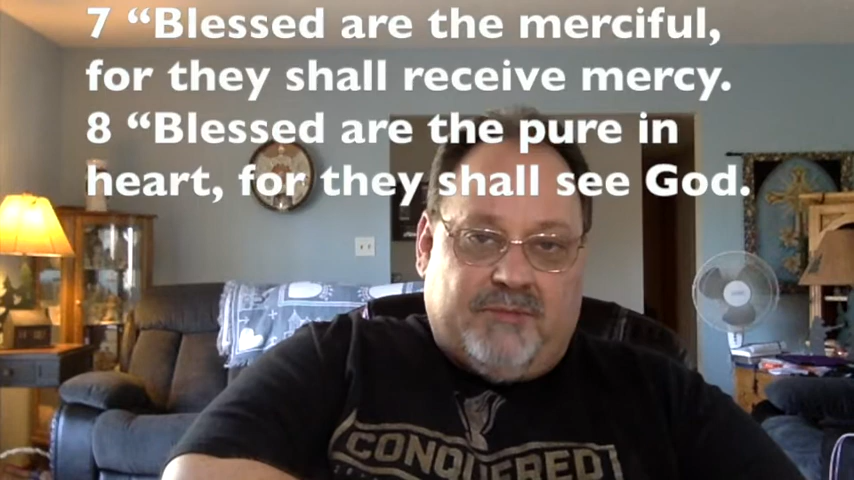 7 “Blessed are the merciful,
for they shall receive mercy.
8 “Blessed are the pure in
heart, for they shall see God.
CONQUERED